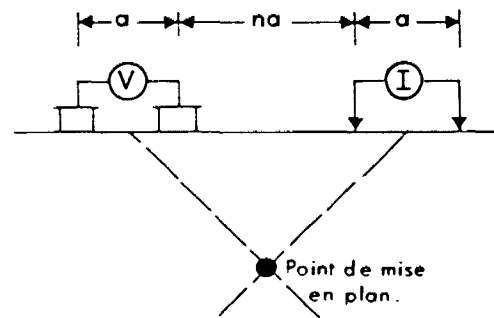 a na a
V I
Point de mise
en plan.